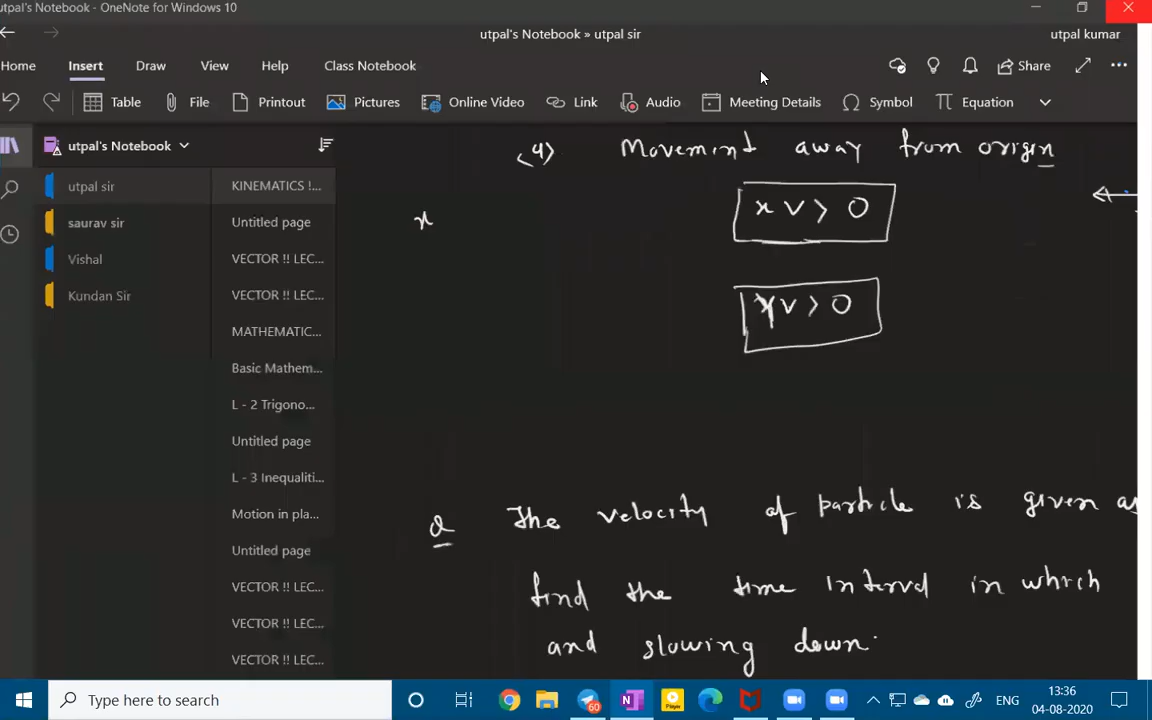 utpal's Notebook - OneNote for Windows 10
utpal's Notebook » utpal sir
utpal kumar
Home Insert Draw View Help Class Notebook
Share
Table File Printout Pictures Online Video Link Audio Meeting Details Symbol Equation
utpal's Notebook
utpal sir
saurav sir
Vishal
Kundan Sir
KINEMATICS !...
Untitled page
VECTOR !! LEC...
VECTOR !! LEC...
MATHEMATIC...
Basic Mathem...
L - 2 Trigono...
Untitled page
L - 3 Inequaliti...
Motion in pla...
Untitled page
VECTOR !! LEC...
VECTOR !! LEC...
VECTOR !! LEC...
<4> Movement away from origin
x v > 0
x
v > 0
Q The velocity of particle is given as
find the time interval in which
and slowing down.
Type here to search
60
ENG
13:36
04-08-2020